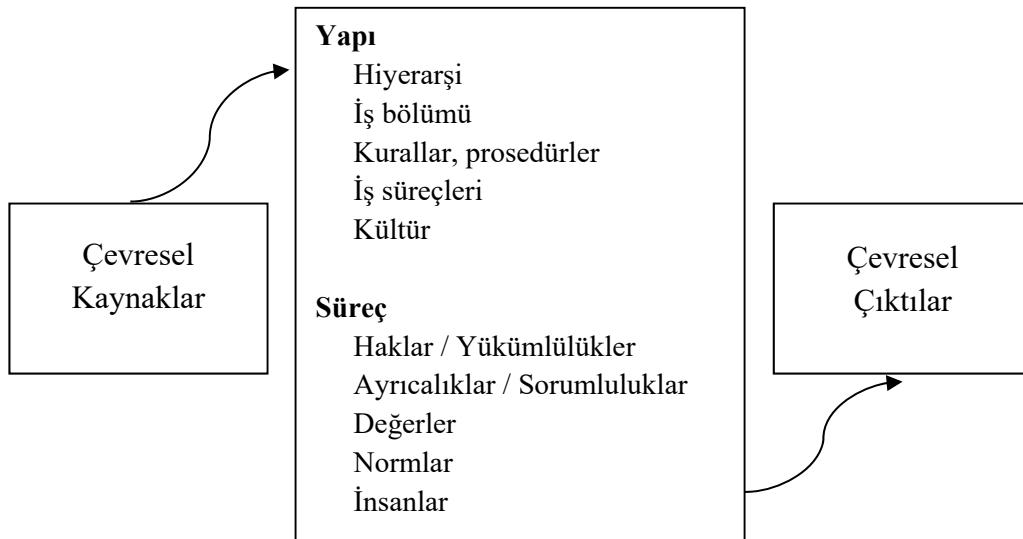 Çevresel
Kaynaklar
Yapı
Hiyerarşi
İş bölümü
Kurallar, prosedürler
İş süreçleri
Kültür
Süreç
Haklar / Yükümlülükler
Ayrıcalıklar / Sorumluluklar
Değerler
Normlar
İnsanlar
Çevresel
Çıktılar